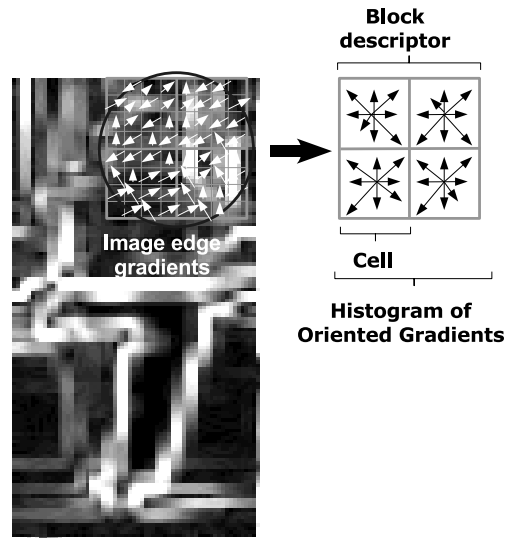 Block
descriptor
Image edge
gradients
Cell
Histogram of
Oriented Gradients